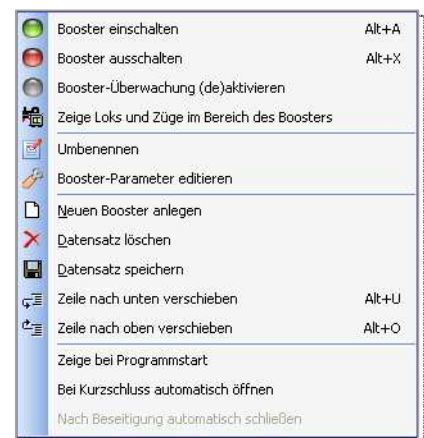 Booster einschalten Alt+A
Booster ausschalten Alt+X
Booster-Überwachung (de)aktivieren
Zeige Loks und Züge im Bereich des Boosters
Umbenennen
Booster-Parameter editieren
Neuen Booster anlegen
Datensatz löschen
Datensatz speichern
Zeile nach unten verschieben Alt+U
Zeile nach oben verschieben Alt+O
Zeige bei Programmstart
Bei Kurzschluss automatisch öffnen
Nach Beseitigung automatisch schließen